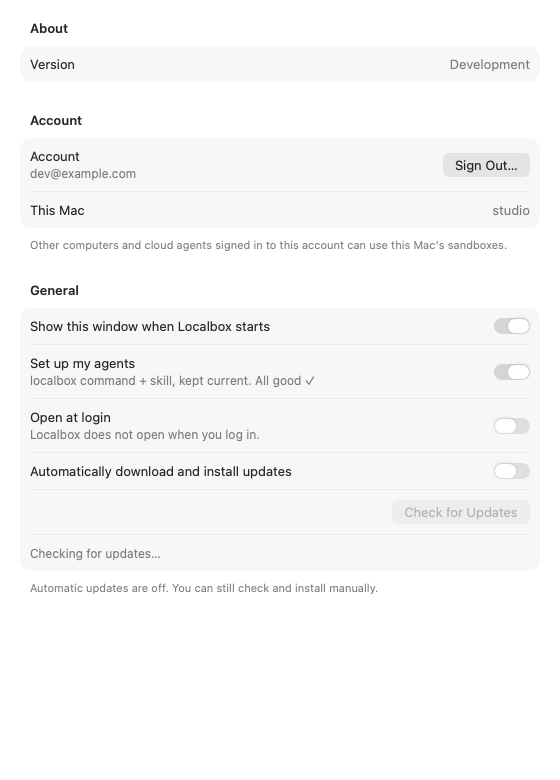 About
Version
Development
Account
Account
dev@example.com
Sign Out...
This Mac
studio
Other computers and cloud agents signed in to this account can use this Mac's sandboxes.
General
Show this window when Localbox starts
Set up my agents
localbox command + skill, kept current. All good ✓
Open at login
Localbox does not open when you log in.
Automatically download and install updates
Check for Updates
Checking for updates...
Automatic updates are off. You can still check and install manually.